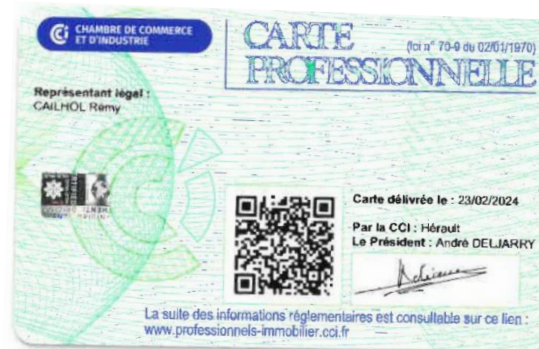 CHAMBRE DE COMMERCE
ET D'INDUSTRIE
CARTE
(loi n° 70-9 du 02/01/1970)
PROFESSIONNELLE
Représentant légal :
CAILHOL Rémy
Carte délivrée le : 23/02/2024
Par la CCI : Hérault
Le Président : André DELJARRY
La suite des informations réglementaires est consultable sur ce lien :
www.professionnels-immobilier.cci.fr